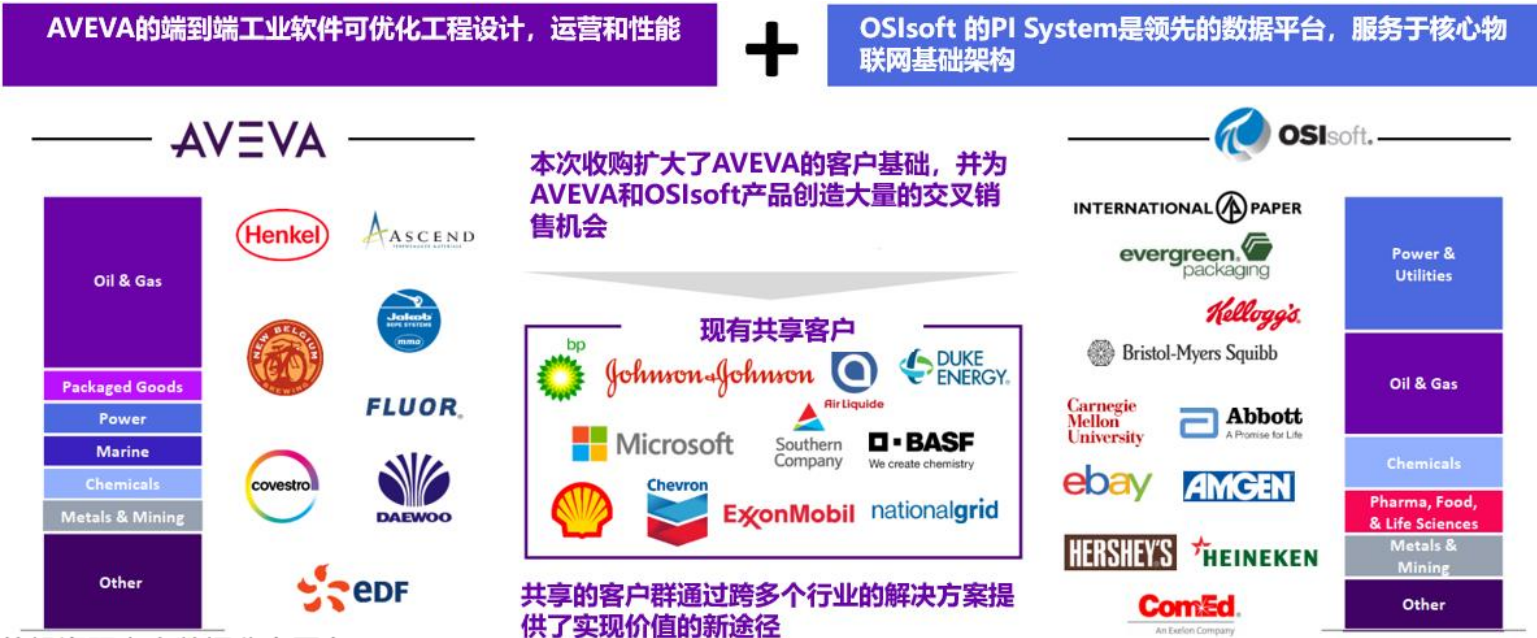 AVEVA的端到端工业软件可优化工程设计，运营和性能
+
OSIsoft 的PI System是领先的数据平台，服务于核心物
联网基础架构
AVEVA
OSIsoft.
本次收购扩大了AVEVA的客户基础，并为
AVEVA和OSIsoft产品创造大量的交叉销
售机会
Oil & Gas
Packaged Goods
Power
Marine
Chemicals
Metals & Mining
Other
Henkel
ASCEND
PERFORMANCE MATERIALS
NEW BELGIUM
BREWING
Jakob
ROPE SYSTEMS
mmo
FLUOR
covestro
DAEWOO
eDF
现有共享客户
bp
Johnson & Johnson
Air Liquide
DUKE
ENERGY.
Microsoft
Southern
Company
BASF
We create chemistry
Chevron
ExxonMobil
nationalgrid
共享的客户群通过跨多个行业的解决方案提
供了实现价值的新途径
INTERNATIONAL PAPER
evergreen.
packaging
Kellogg's
Bristol-Myers Squibb
Carnegie
Mellon
University
Abbott
A Promise for Life
ebay
AMGEN
HERSHEY'S
HEINEKEN
ComEd.
An Exelon Company
Power &
Utilities
Oil & Gas
Chemicals
Pharma, Food,
& Life Sciences
Metals &
Mining
Other